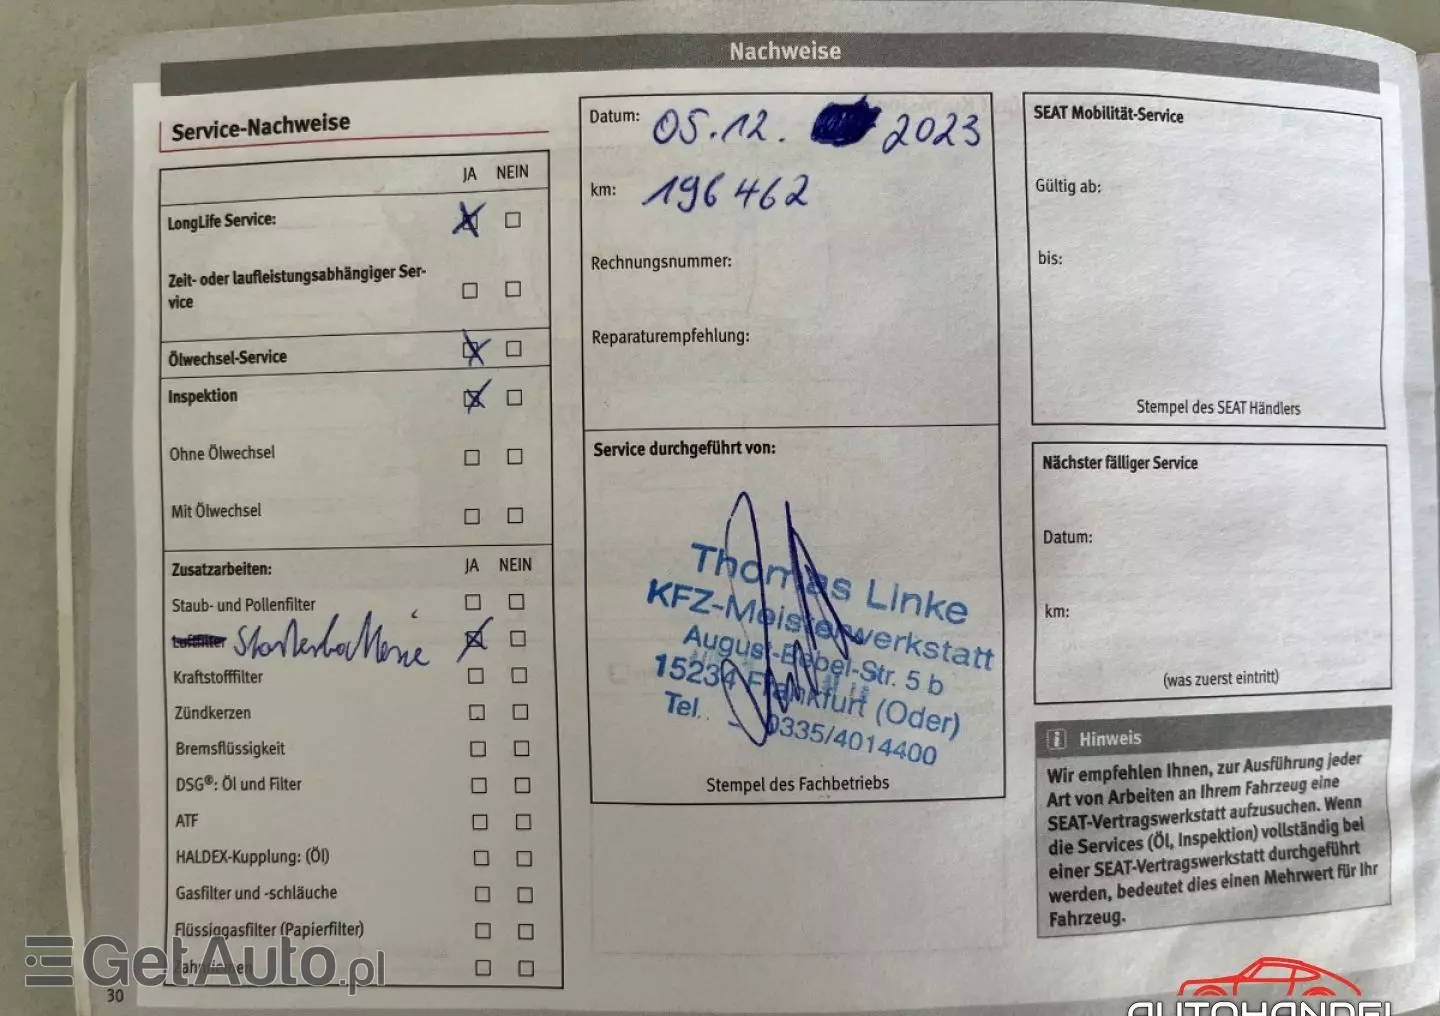 Nachweise
Service-Nachweise
JA NEIN
LongLife Service:
Zeit- oder laufleistungsabhängiger Ser-
vice
Ölwechsel-Service
Inspektion
Ohne Ölwechsel
Mit Ölwechsel
Zusatzarbeiten: JA NEIN
Staub- und Pollenfilter
Luftfilter Starterbatterie
Kraftstofffilter
Zündkerzen
Bremsflüssigkeit
DSG®: Öl und Filter
ATF
HALDEX-Kupplung: (Öl)
Gasfilter und -schläuche
Flüssiggasfilter (Papierfilter)
Zahnriemen
30
Datum: 05.12. 2023
km: 196462
Rechnungsnummer:
Reparaturempfehlung:
Service durchgeführt von:
Thomas Linke
KFZ-Meisterwerkstatt
August-Bebel-Str. 5 b
15234 Frankfurt (Oder)
Tel. 0335/4014400
Stempel des Fachbetriebs
SEAT Mobilität-Service
Gültig ab:
bis:
Stempel des SEAT Händlers
Nächster fälliger Service
Datum:
km:
(was zuerst eintritt)
i Hinweis
Wir empfehlen Ihnen, zur Ausführung jeder
Art von Arbeiten an Ihrem Fahrzeug eine
SEAT-Vertragswerkstatt aufzusuchen. Wenn
die Services (Öl, Inspektion) vollständig bei
einer SEAT-Vertragswerkstatt durchgeführt
werden, bedeutet dies einen Mehrwert für Ihr
Fahrzeug.
GetAuto.pl
AUTOHANDEL